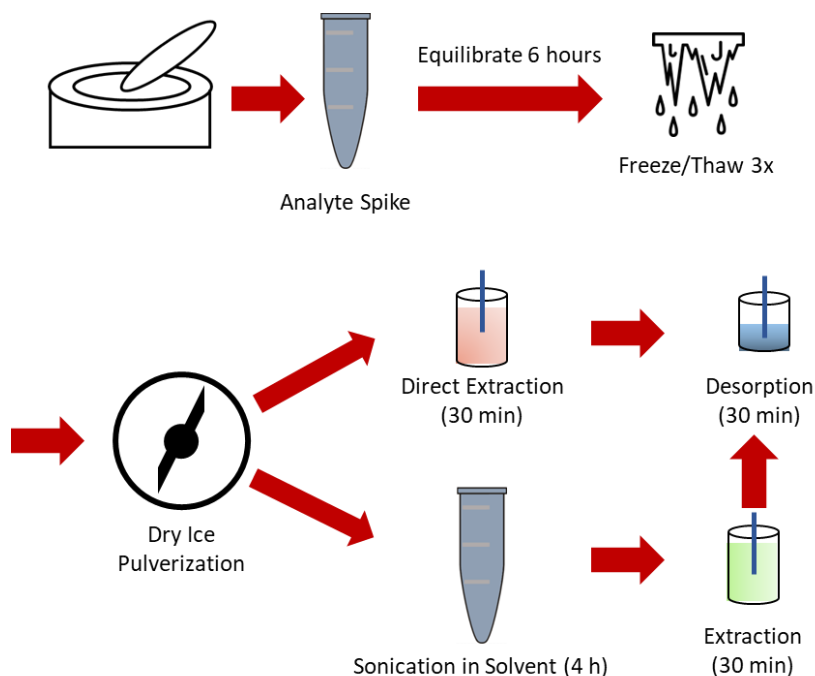 Equilibrate 6 hours
Analyte Spike
Freeze/Thaw 3x
Direct Extraction
(30 min)
Desorption
(30 min)
Dry Ice
Pulverization
Sonication in Solvent (4 h)
Extraction
(30 min)